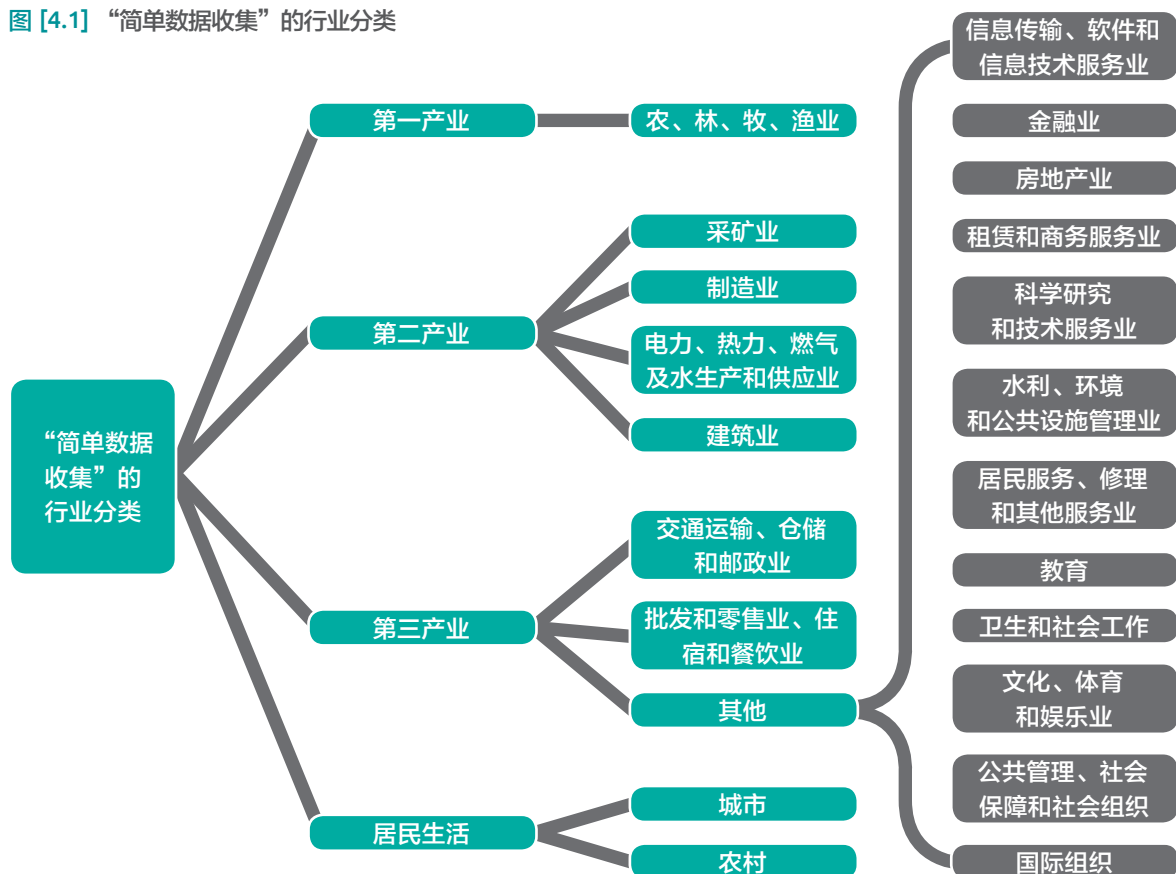 图 [4.1] “简单数据收集”的行业分类
“简单数据
收集”的
行业分类
第一产业
农、林、牧、渔业
第二产业
采矿业
制造业
电力、热力、燃气
及水生产和供应业
建筑业
第三产业
交通运输、仓储
和邮政业
批发和零售业、住
宿和餐饮业
其他
信息传输、软件和
信息技术服务业
金融业
房地产业
租赁和商务服务业
科学研究
和技术服务业
水利、环境
和公共设施管理业
居民服务、修理
和其他服务业
教育
卫生和社会工作
文化、体育
和娱乐业
公共管理、社会
保障和社会组织
国际组织
居民生活
城市
农村